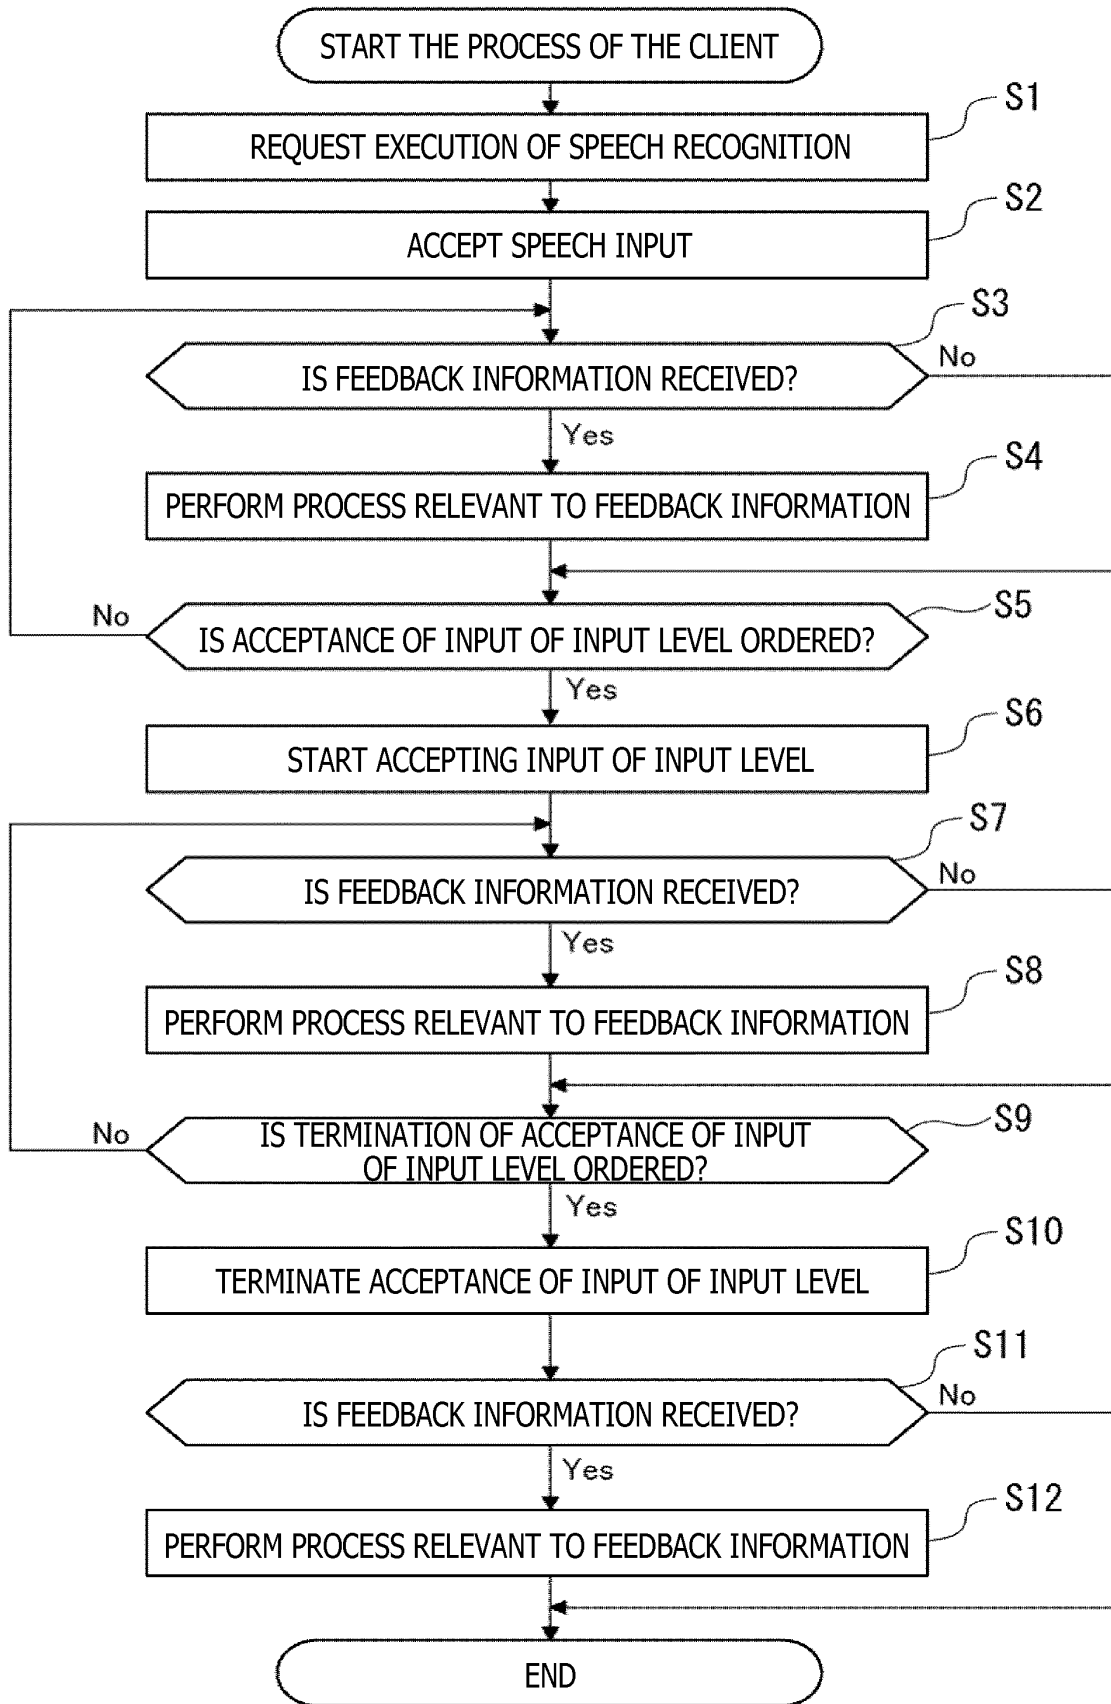 START THE PROCESS OF THE CLIENT
S1
REQUEST EXECUTION OF SPEECH RECOGNITION
S2
ACCEPT SPEECH INPUT
S3
IS FEEDBACK INFORMATION RECEIVED?
No
Yes
S4
PERFORM PROCESS RELEVANT TO FEEDBACK INFORMATION
S5
No
IS ACCEPTANCE OF INPUT OF INPUT LEVEL ORDERED?
Yes
S6
START ACCEPTING INPUT OF INPUT LEVEL
S7
IS FEEDBACK INFORMATION RECEIVED?
No
Yes
S8
PERFORM PROCESS RELEVANT TO FEEDBACK INFORMATION
S9
No
IS TERMINATION OF ACCEPTANCE OF INPUT
OF INPUT LEVEL ORDERED?
Yes
S10
TERMINATE ACCEPTANCE OF INPUT OF INPUT LEVEL
S11
IS FEEDBACK INFORMATION RECEIVED?
No
Yes
S12
PERFORM PROCESS RELEVANT TO FEEDBACK INFORMATION
END